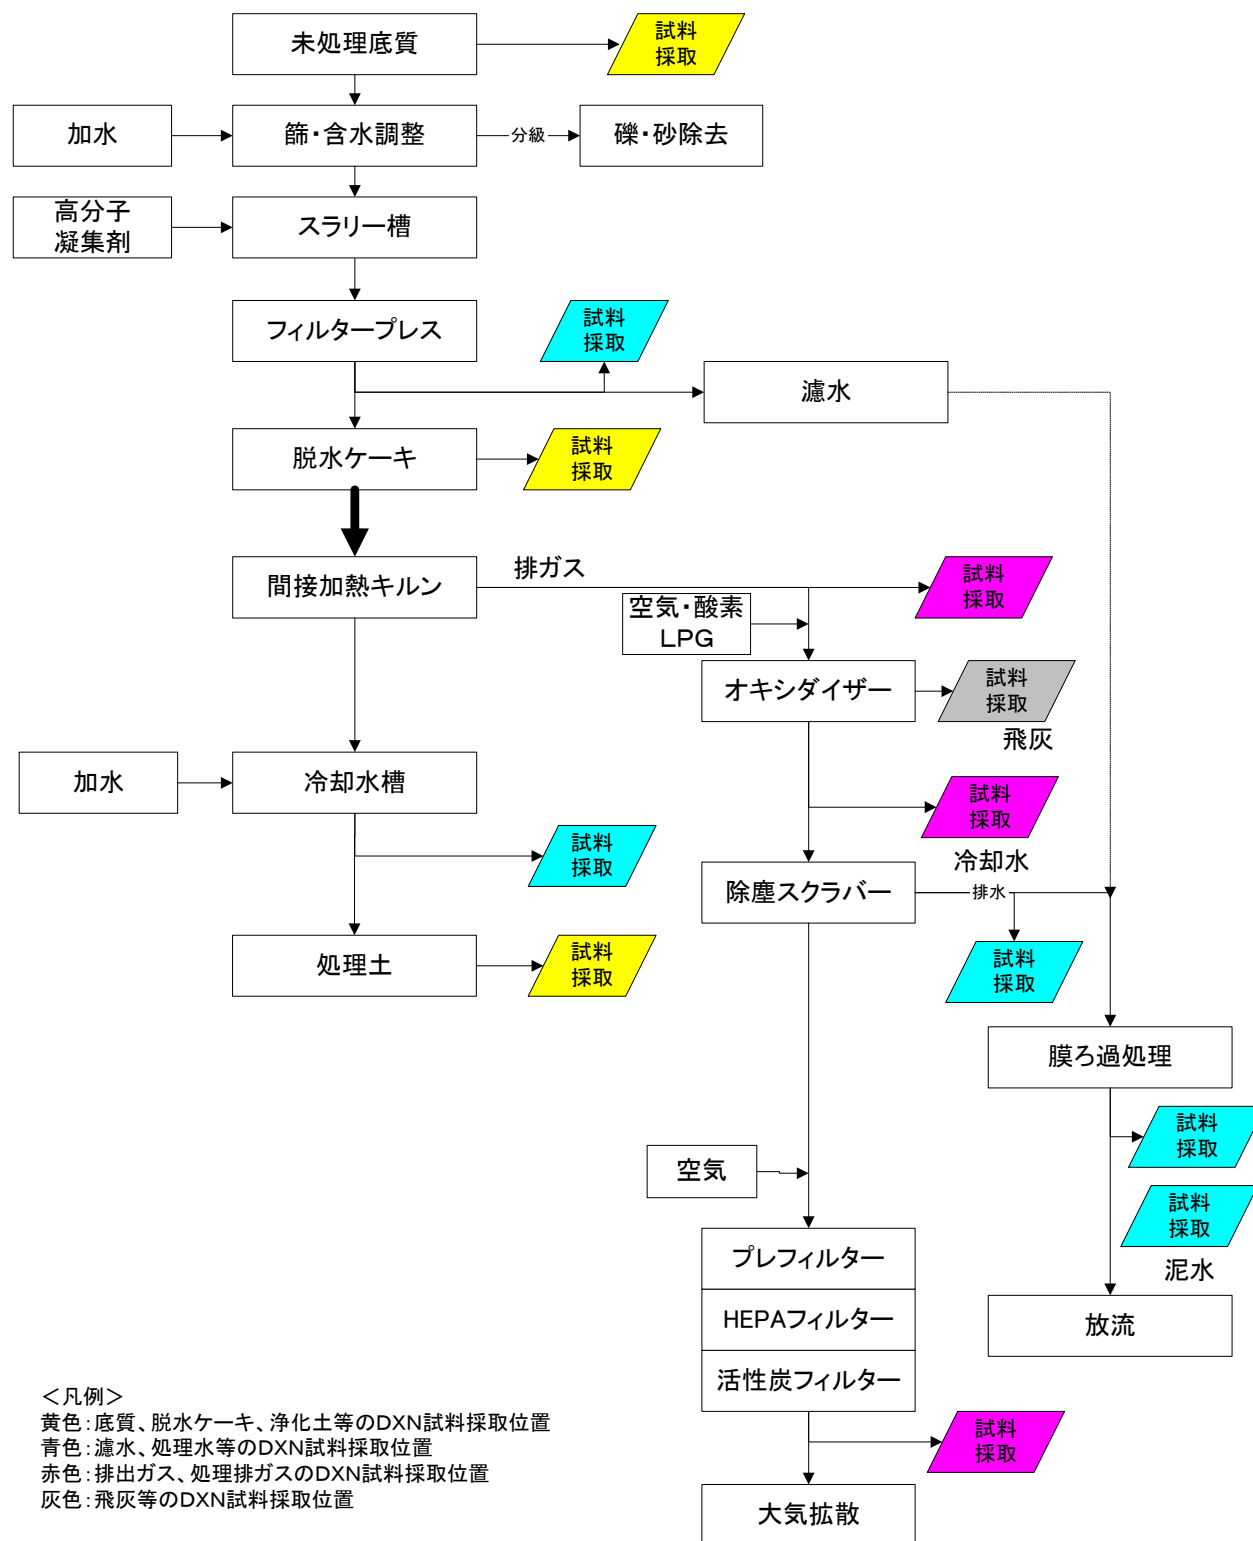 未処理底質
試料
採取
加水
篩・含水調整
分級
礫・砂除去
高分子
凝集剤
スラリー槽
フィルタープレス
試料
採取
濾水
脱水ケーキ
試料
採取
間接加熱キルン
排ガス
試料
採取
空気・酸素
LPG
オキシダイザー
試料
採取
飛灰
加水
冷却水槽
試料
採取
試料
採取
冷却水
除塵スクラバー
排水
試料
採取
処理土
試料
採取
膜ろ過処理
試料
採取
空気
試料
採取
泥水
プレフィルター
HEPAフィルター
活性炭フィルター
放流
試料
採取
大気拡散
＜凡例＞
黄色：底質、脱水ケーキ、浄化土等のDXN試料採取位置
青色：濾水、処理水等のDXN試料採取位置
赤色：排出ガス、処理排ガスのDXN試料採取位置
灰色：飛灰等のDXN試料採取位置